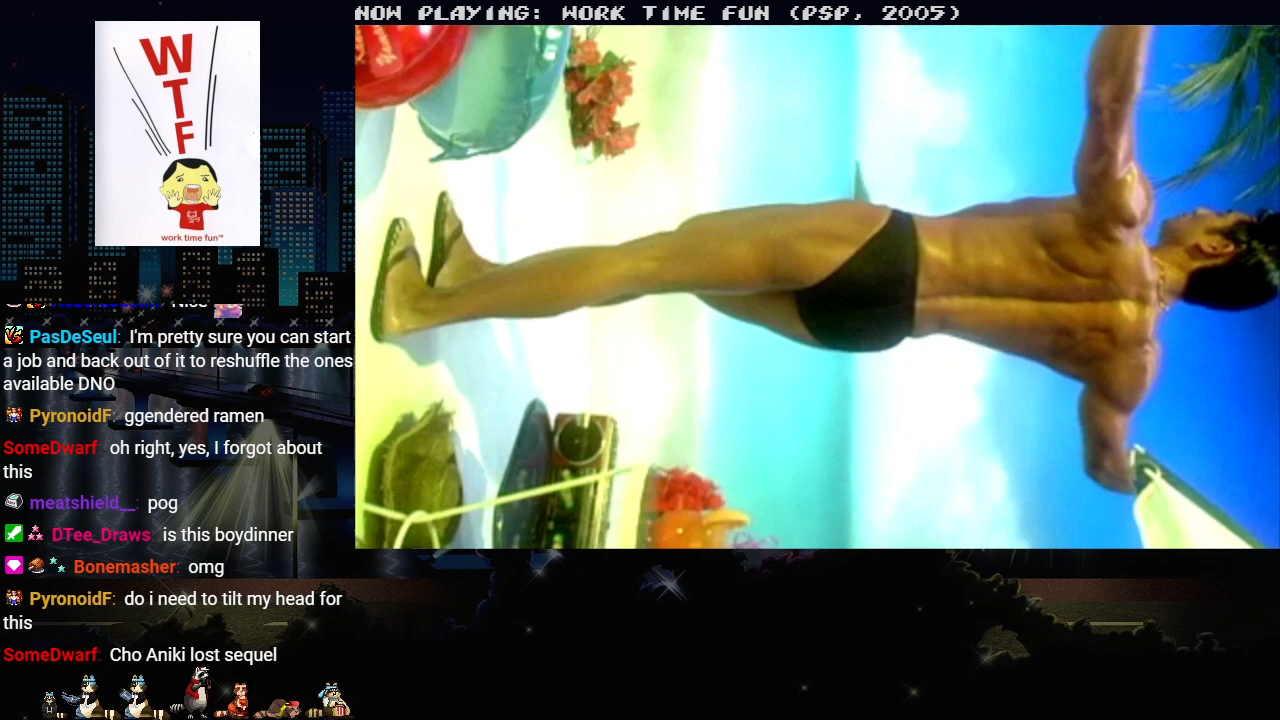 NOW PLAYING: WORK TIME FUN (PSP, 2005)
W
T
F
work time fun™
PasDeSeul: I'm pretty sure you can start
a job and back out of it to reshuffle the ones
available DNO
PyronoidF: ggendered ramen
SomeDwarf: oh right, yes, I forgot about
this
meatshield__: pog
DTee_Draws: is this boydinner
Bonemasher: omg
PyronoidF: do i need to tilt my head for
this
SomeDwarf: Cho Aniki lost sequel